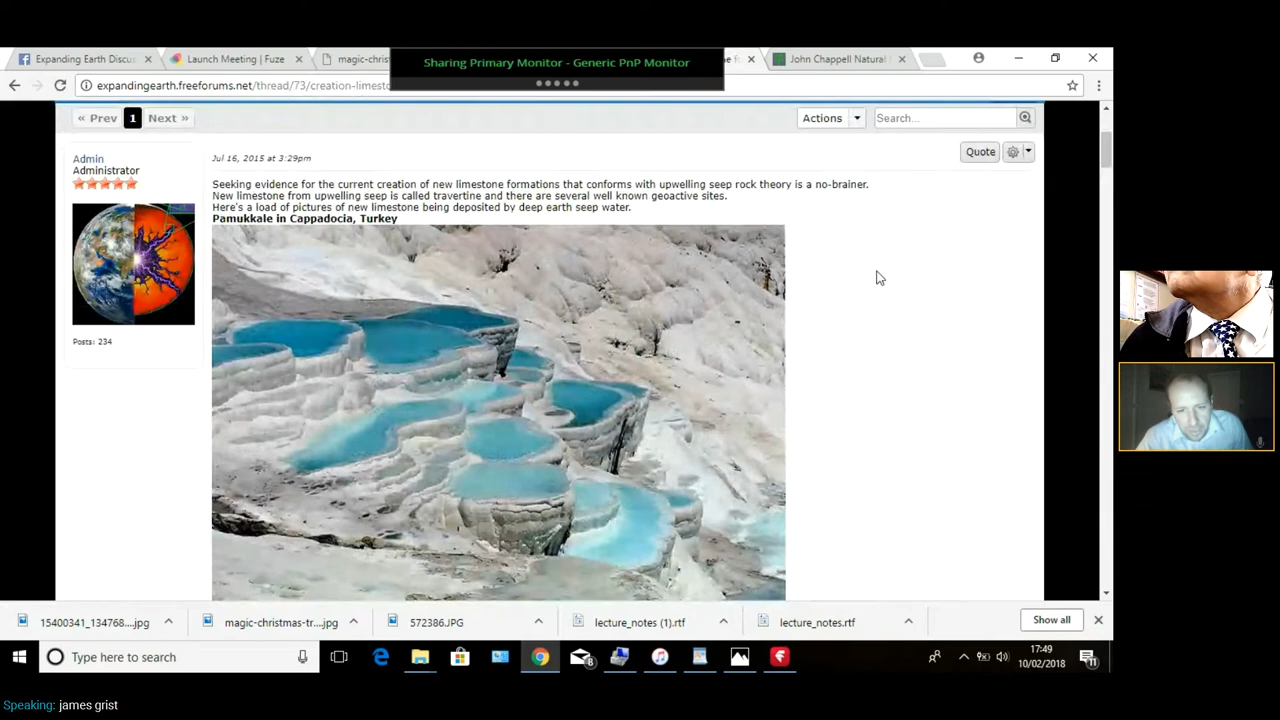 Expanding Earth Discu
Launch Meeting | Fuze
magic-christ
Sharing Primary Monitor - Generic PnP Monitor
John Chappell Natural
expandingearth.freeforums.net/thread/73/creation-limest
« Prev 1 Next »
Actions
Search...
Admin
Administrator
Posts: 234
Jul 16, 2015 at 3:29pm
Quote
Seeking evidence for the current creation of new limestone formations that conforms with upwelling seep rock theory is a no-brainer.
New limestone from upwelling seep is called travertine and there are several well known geoactive sites.
Here's a load of pictures of new limestone being deposited by deep earth seep water.
Pamukkale in Cappadocia, Turkey
15400341_134768....jpg
magic-christmas-tr....jpg
572386.JPG
lecture_notes (1).rtf
lecture_notes.rtf
Show all
Type here to search
8
17:49
10/02/2018
11
Speaking: james grist